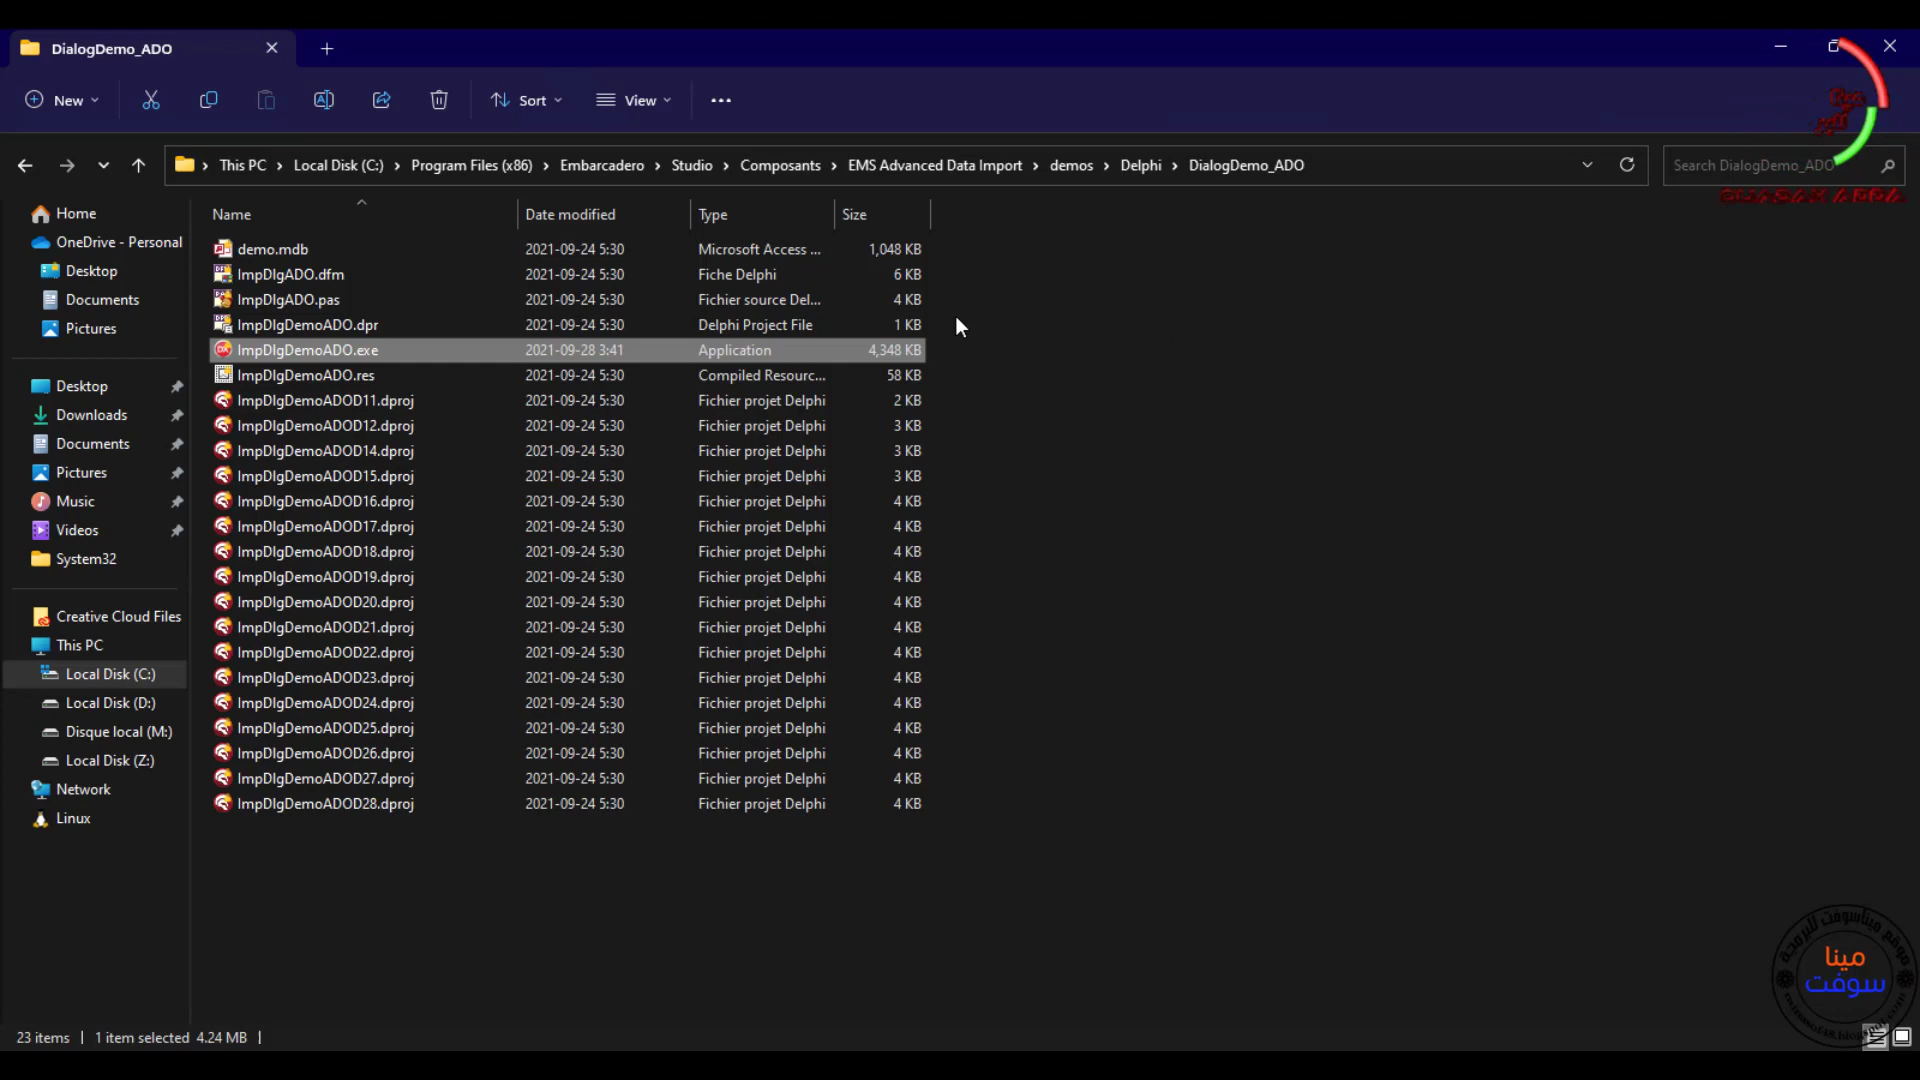 DialogDemo_ADO
New
Sort
View
This PC
Local Disk (C:)
Program Files (x86)
Embarcadero
Studio
Composants
EMS Advanced Data Import
demos
Delphi
DialogDemo_ADO
Search DialogDemo_ADO
Name Date modified Type Size
Home
OneDrive - Personal
Desktop
Documents
Pictures
Desktop
Downloads
Documents
Pictures
Music
Videos
System32
Creative Cloud Files
This PC
Local Disk (C:)
Local Disk (D:)
Disque local (M:)
Local Disk (Z:)
Network
Linux
demo.mdb 2021-09-24 5:30 Microsoft Access ... 1,048 KB
ImpDlgADO.dfm 2021-09-24 5:30 Fiche Delphi 6 KB
ImpDlgADO.pas 2021-09-24 5:30 Fichier source Del... 4 KB
ImpDlgDemoADO.dpr 2021-09-24 5:30 Delphi Project File 1 KB
ImpDlgDemoADO.exe 2021-09-28 3:41 Application 4,348 KB
ImpDlgDemoADO.res 2021-09-24 5:30 Compiled Resourc... 58 KB
ImpDlgDemoADOD11.dproj 2021-09-24 5:30 Fichier projet Delphi 2 KB
ImpDlgDemoADOD12.dproj 2021-09-24 5:30 Fichier projet Delphi 3 KB
ImpDlgDemoADOD14.dproj 2021-09-24 5:30 Fichier projet Delphi 3 KB
ImpDlgDemoADOD15.dproj 2021-09-24 5:30 Fichier projet Delphi 3 KB
ImpDlgDemoADOD16.dproj 2021-09-24 5:30 Fichier projet Delphi 4 KB
ImpDlgDemoADOD17.dproj 2021-09-24 5:30 Fichier projet Delphi 4 KB
ImpDlgDemoADOD18.dproj 2021-09-24 5:30 Fichier projet Delphi 4 KB
ImpDlgDemoADOD19.dproj 2021-09-24 5:30 Fichier projet Delphi 4 KB
ImpDlgDemoADOD20.dproj 2021-09-24 5:30 Fichier projet Delphi 4 KB
ImpDlgDemoADOD21.dproj 2021-09-24 5:30 Fichier projet Delphi 4 KB
ImpDlgDemoADOD22.dproj 2021-09-24 5:30 Fichier projet Delphi 4 KB
ImpDlgDemoADOD23.dproj 2021-09-24 5:30 Fichier projet Delphi 4 KB
ImpDlgDemoADOD24.dproj 2021-09-24 5:30 Fichier projet Delphi 4 KB
ImpDlgDemoADOD25.dproj 2021-09-24 5:30 Fichier projet Delphi 4 KB
ImpDlgDemoADOD26.dproj 2021-09-24 5:30 Fichier projet Delphi 4 KB
ImpDlgDemoADOD27.dproj 2021-09-24 5:30 Fichier projet Delphi 4 KB
ImpDlgDemoADOD28.dproj 2021-09-24 5:30 Fichier projet Delphi 4 KB
موقع ميناسوفت للبرمجة
مينا
سوفت
23 items 1 item selected 4.24 MB